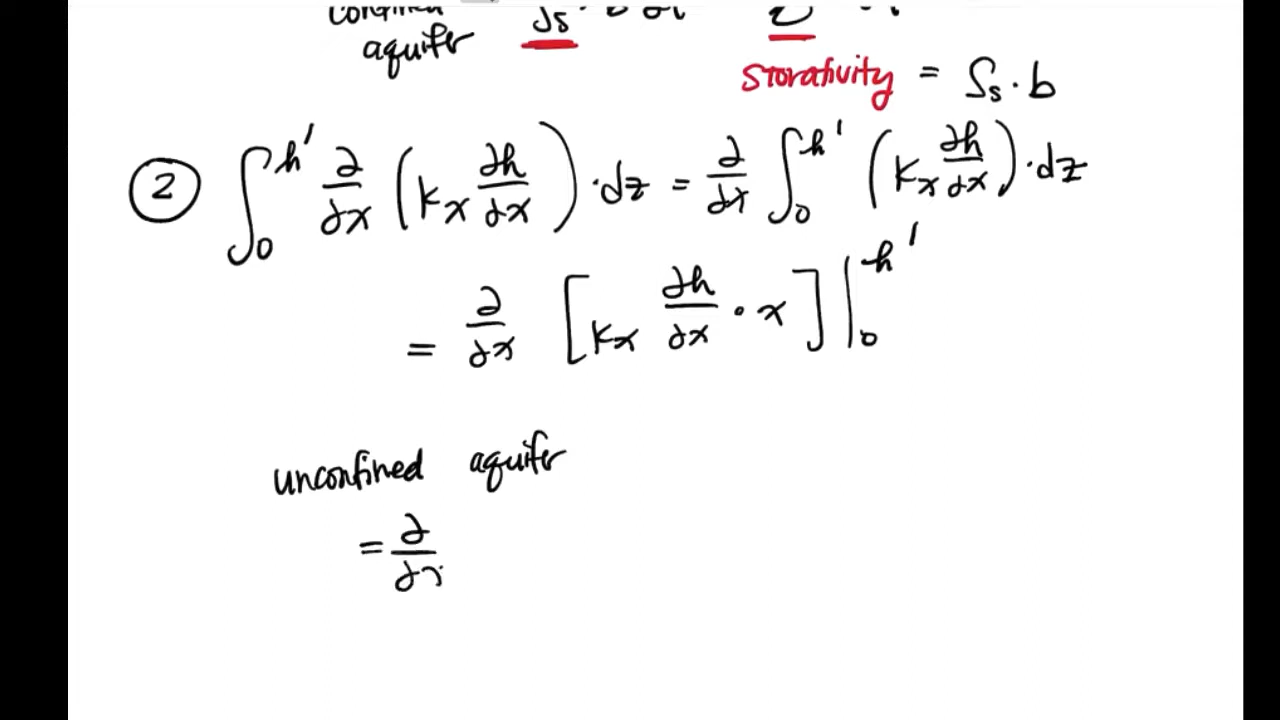 aquifer
Storativity = Ss · b
② ∫₀^h' ∂/∂x (Kx ∂h/∂x) · dz = ∂/∂x ∫₀^h' (Kx ∂h/∂x) · dz
= ∂/∂x [Kx ∂h/∂x · x] |₀^h'
unconfined aquifer
= ∂/∂x